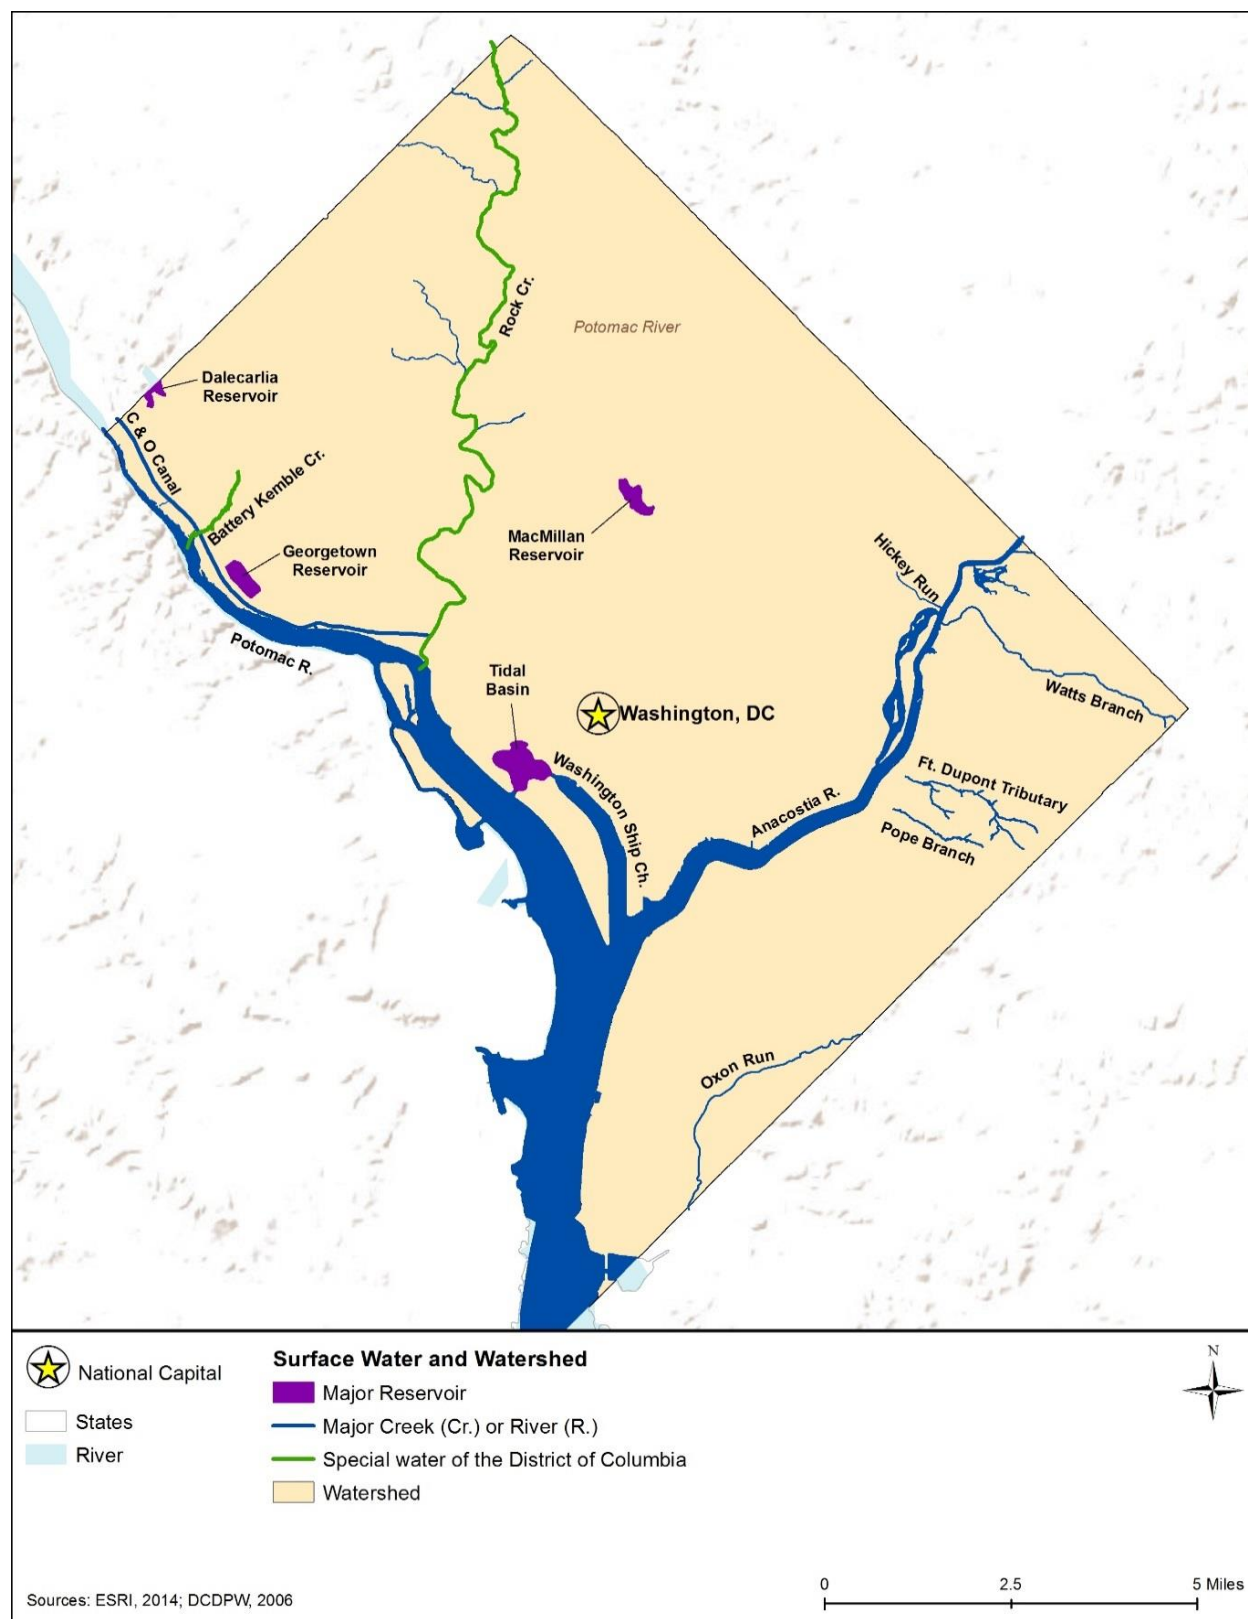 Rock Cr.
Potomac River
Dalecarlia
Reservoir
C & O Canal
Battery Kemble Cr.
MacMillan
Reservoir
Georgetown
Reservoir
Hickey Run
Potomac R.
Tidal
Basin
Washington, DC
Watts Branch
Washington Ship Ch.
Ft. Dupont Tributary
Anacostia R.
Pope Branch
Oxon Run
National Capital
States
River
Surface Water and Watershed
Major Reservoir
Major Creek (Cr.) or River (R.)
Special water of the District of Columbia
Watershed
N
Sources: ESRI, 2014; DCDPW, 2006
0 2.5 5 Miles